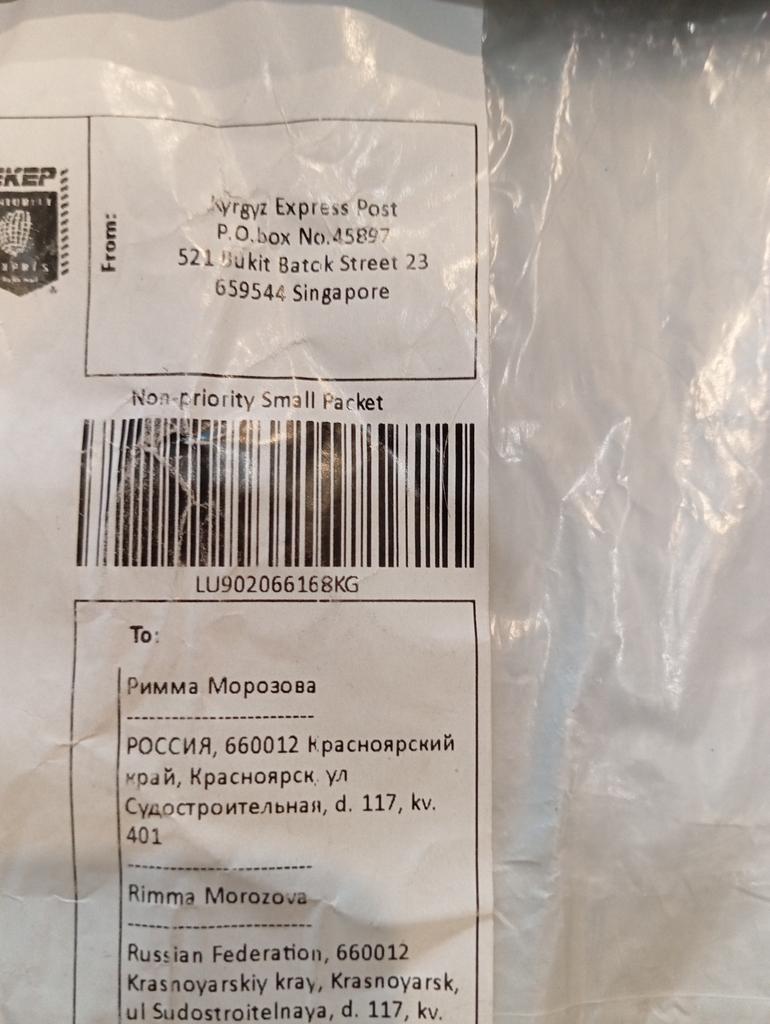 From:
Kyrgyz Express Post
P.O.box No.45897
521 Bukit Batok Street 23
659544 Singapore
Non-priority Small Packet
LU902066168KG
To:
Римма Морозова
РОССИЯ, 660012 Красноярский
край, Красноярск, ул
Судостроительная, d. 117, kv.
401
Rimma Morozova
Russian Federation, 660012
Krasnoyarskiy kray, Krasnoyarsk,
ul Sudostroitelnaya, d. 117, kv.